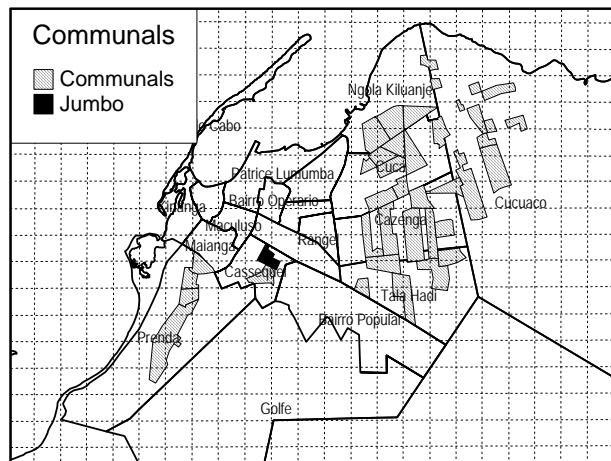 Communals
Communals
Jumbo
Ngola Kiluanje
Cabo
Patrice Lumumba
Cuca
Bairro Operario
Cucuaco
Maculuso
Cazenga
Maianga
Rangel
Cassequel
Tala Hadi
Bairro Popular
Prenda
Golfe